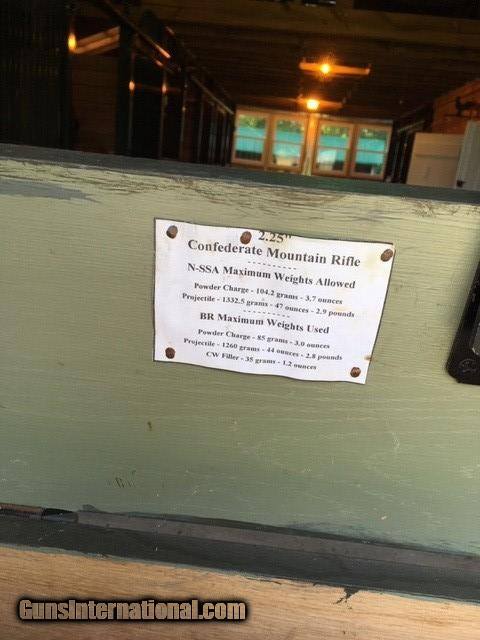 2.25"
Confederate Mountain Rifle
----------
N-SSA Maximum Weights Allowed
Powder Charge - 104.2 grams - 3.7 ounces
Projectile - 1332.5 grams - 47 ounces - 2.9 pounds
----------
BR Maximum Weights Used
Powder Charge - 85 grams - 3.0 ounces
Projectile - 1260 grams - 44 ounces - 2.8 pounds
CW Filler - 35 grams - 1.2 ounces
GunsInternational.com